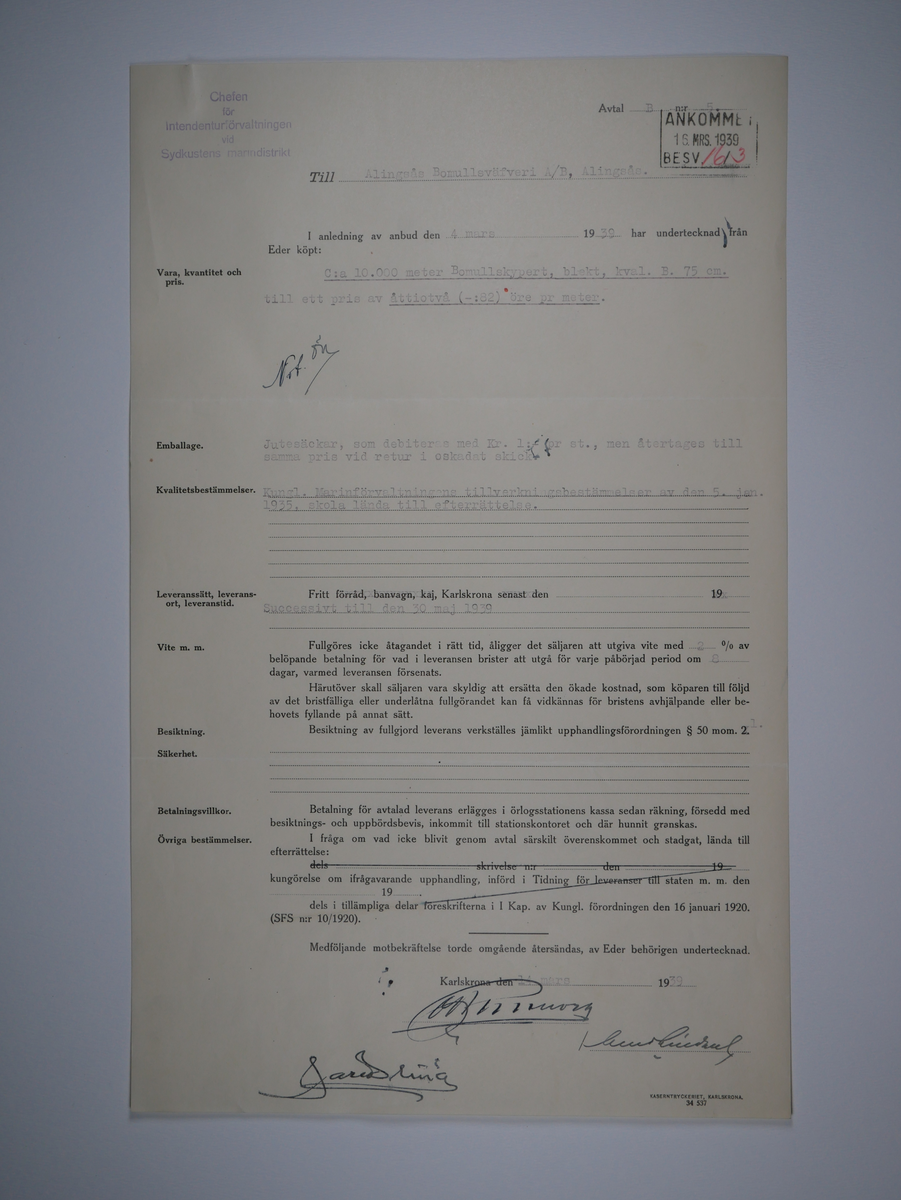 Chefen
för
Intendenturförvaltningen
vid
Sydkustens marindistrikt
Avtal B n:r
ANKOMMET
16 MRS. 1939
BESV. 16/3
Till Alingsås Bomullsväfveri A/B, Alingsås.
I anledning av anbud den 4 mars 1939 har undertecknad från
Eder köpt:
Vara, kvantitet och
pris.
C:a 10.000 meter Bomullskypert, blekt, kval. B. 75 cm.
till ett pris av åttiotvå (-:82) öre pr meter.
Not
Emballage.
Jutesäckar, som debiteras med Kr. 1: per st., men återtages till
samma pris vid retur i oskadat skick.
Kvalitetsbestämmelser.
Kungl. Marinförvaltningens tillverkningsbestämmelser av den 5. jan.
1935, skola lända till efterrättelse.
Leveranssätt, leverans-
ort, leveranstid.
Fritt förråd, banvagn, kaj, Karlskrona senast den 19
Successivt till den 30 maj 1939
Vite m. m.
Fullgöres icke åtagandet i rätt tid, åligger det säljaren att utgiva vite med 2 % av
belöpande betalning för vad i leveransen brister att utgå för varje påbörjad period om 8
dagar, varmed leveransen försenats.
Härutöver skall säljaren vara skyldig att ersätta den ökade kostnad, som köparen till följd
av det bristfälliga eller underlåtna fullgörandet kan få vidkännas för bristens avhjälpande eller be-
hovets fyllande på annat sätt.
Besiktning.
Besiktning av fullgjord leverans verkställes jämlikt upphandlingsförordningen § 50 mom. 2.
Säkerhet.
Betalningsvillkor.
Betalning för avtalad leverans erlägges i örlogsstationens kassa sedan räkning, försedd med
besiktnings- och uppbördsbevis, inkommit till stationskontoret och där hunnit granskas.
Övriga bestämmelser.
I fråga om vad icke blivit genom avtal särskilt överenskommet och stadgat, lända till
efterrättelse:
dels skrivelse n:r den 19
kungörelse om ifrågavarande upphandling, införd i Tidning för leveranser till staten m. m. den
19 .
dels i tillämpliga delar föreskrifterna i I Kap. av Kungl. förordningen den 16 januari 1920.
(SFS n:r 10/1920).
Medföljande motbekräftelse torde omgående återsändas, av Eder behörigen undertecknad.
Karlskrona den 14 mars 1939
KASERNTRYCKERIET, KARLSKRONA.
34 537